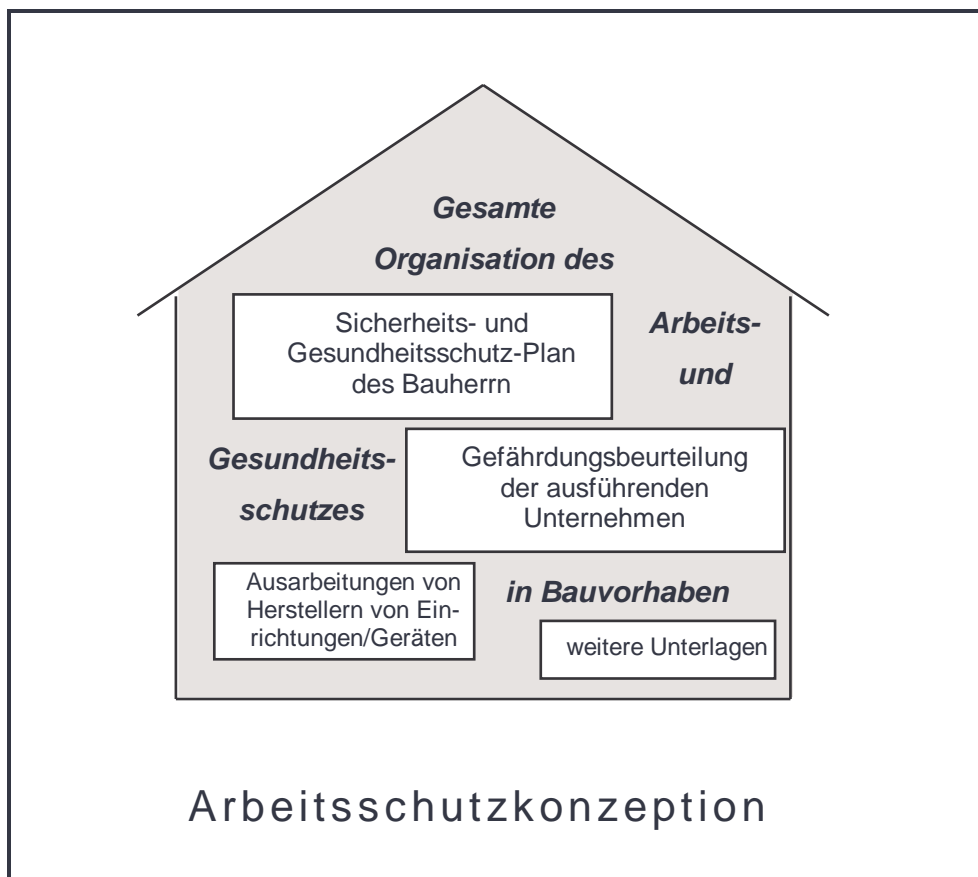 Gesamte
Organisation des
Sicherheits- und
Gesundheitsschutz-Plan
des Bauherrn
Arbeits-
und
Gesundheits-
schutzes
Gefährdungsbeurteilung
der ausführenden
Unternehmen
Ausarbeitungen von
Herstellern von Ein-
richtungen/Geräten
in Bauvorhaben
weitere Unterlagen
Arbeitsschutzkonzeption